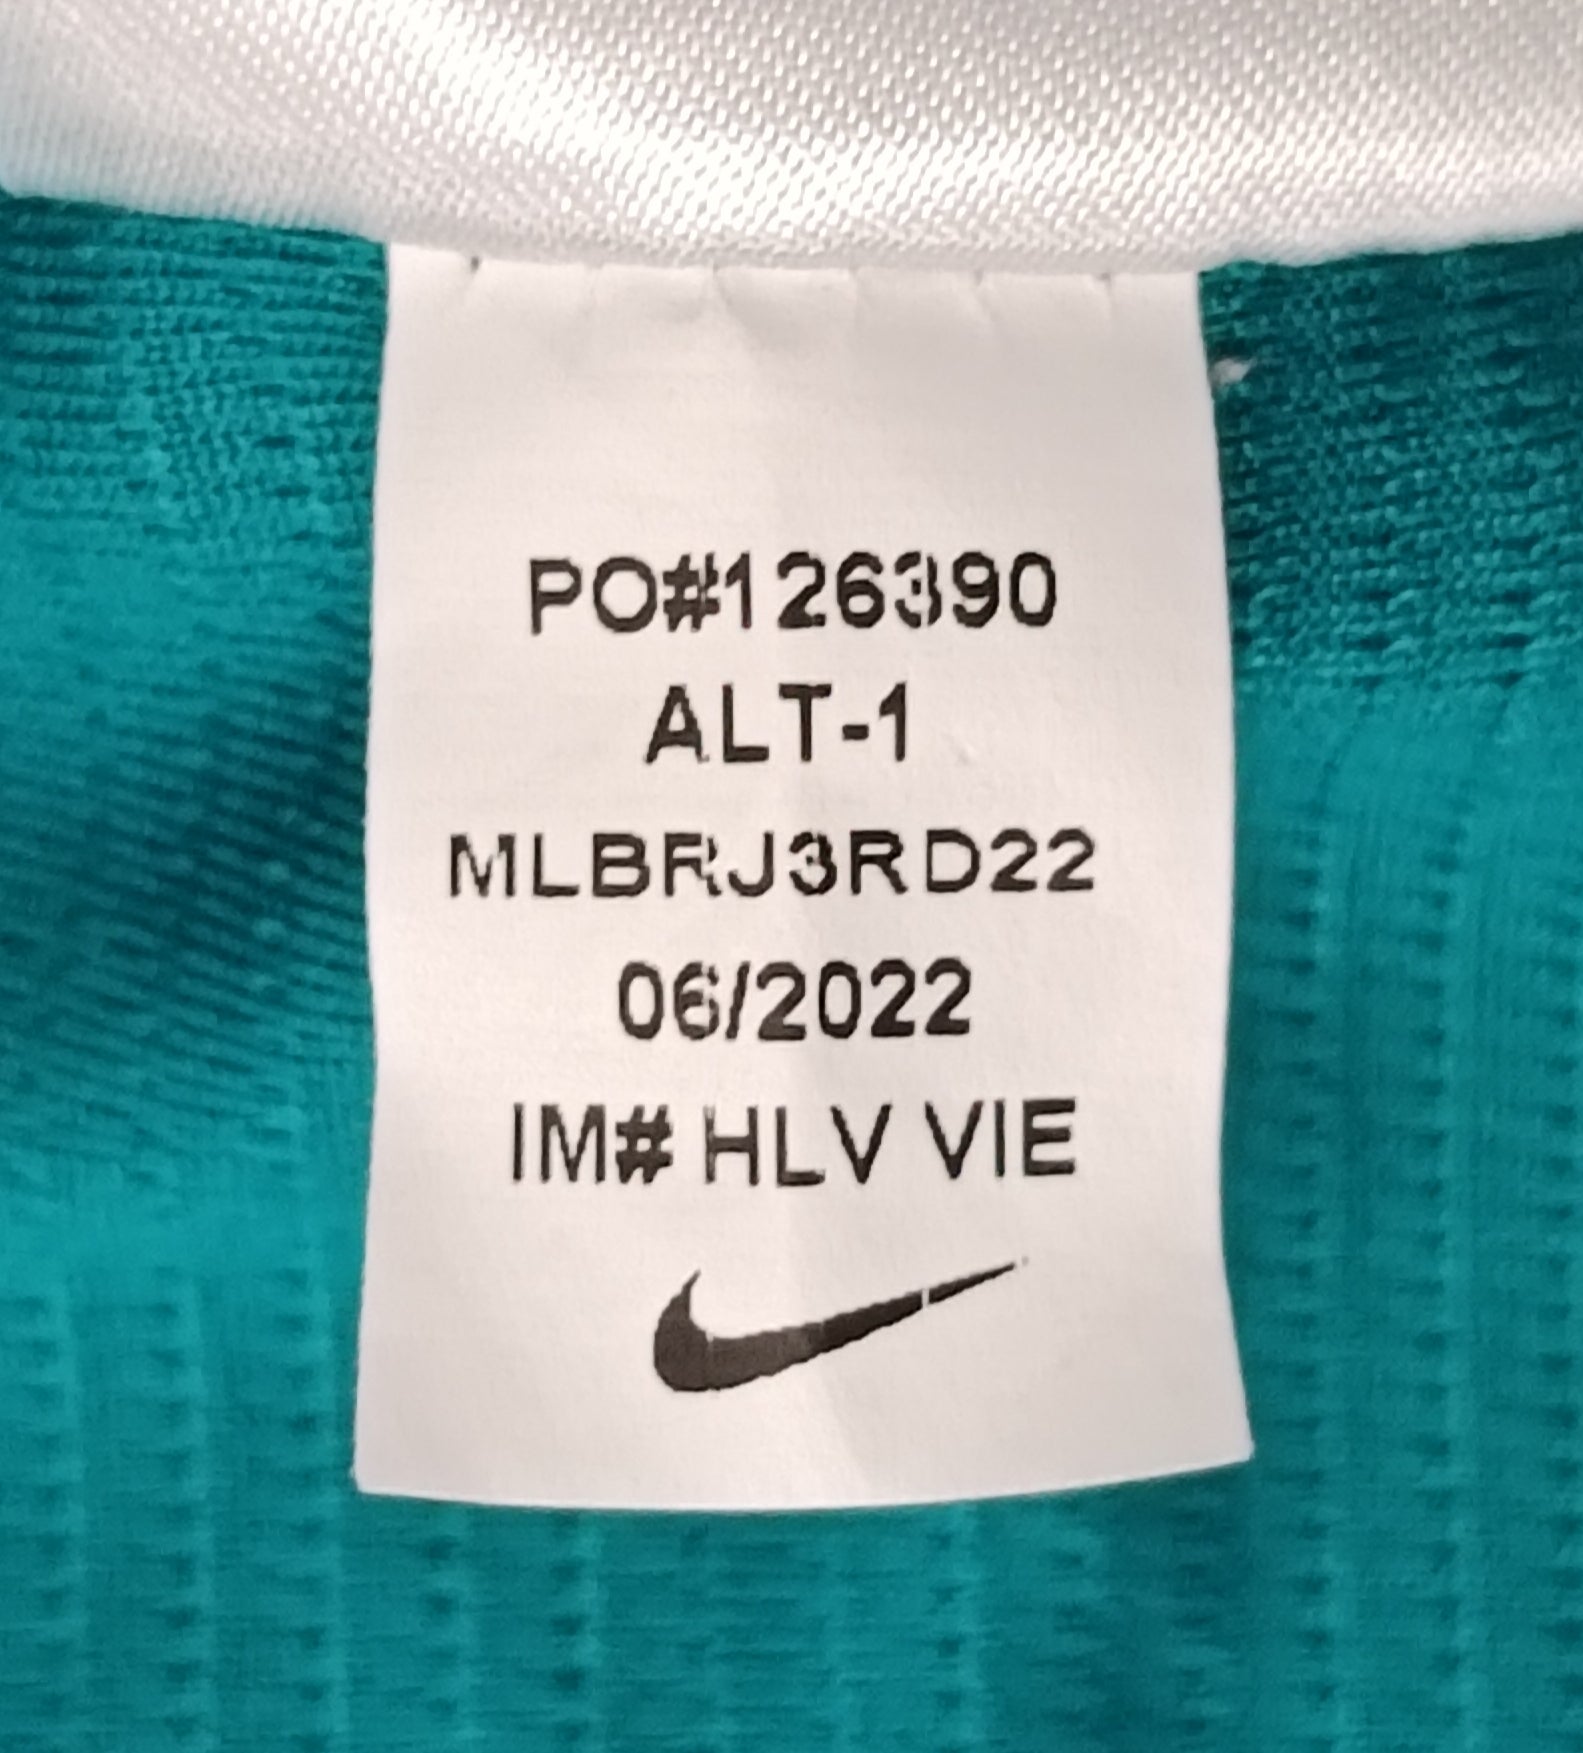 PO#126390
ALT-1
MLBRJ3RD22
06/2022
IM# HLV VIE